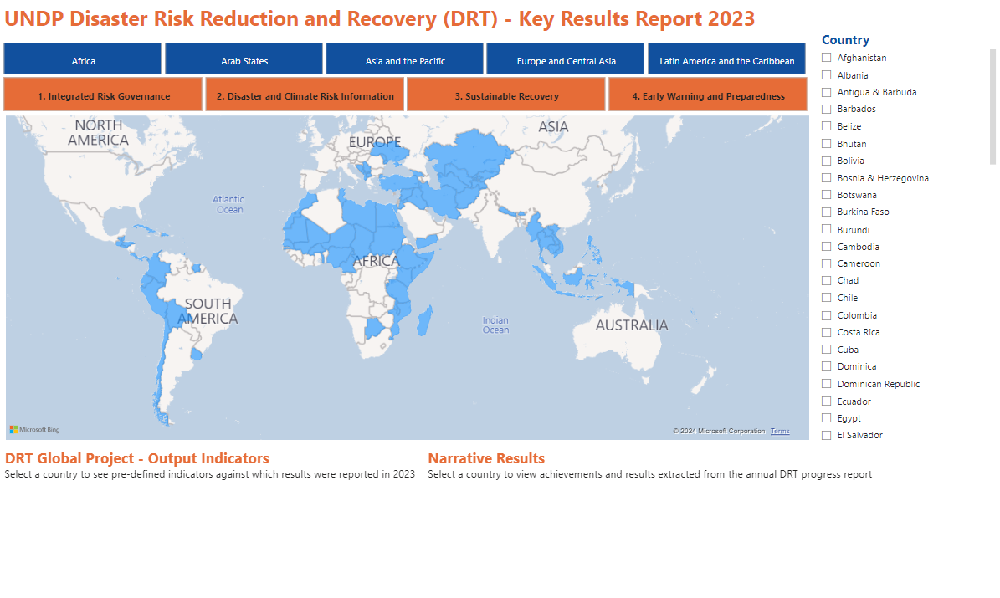 UNDP Disaster Risk Reduction and Recovery (DRT) - Key Results Report 2023
Africa
Arab States
Asia and the Pacific
Europe and Central Asia
Latin America and the Caribbean
1. Integrated Risk Governance
2. Disaster and Climate Risk Information
3. Sustainable Recovery
4. Early Warning and Preparedness
NORTH
AMERICA
EUROPE
ASIA
Atlantic
Ocean
AFRICA
SOUTH
AMERICA
Indian
Ocean
AUSTRALIA
Microsoft Bing
© 2024 Microsoft Corporation Terms
Country
Afghanistan
Albania
Antigua & Barbuda
Barbados
Belize
Bhutan
Bolivia
Bosnia & Herzegovina
Botswana
Burkina Faso
Burundi
Cambodia
Cameroon
Chad
Chile
Colombia
Costa Rica
Cuba
Dominica
Dominican Republic
Ecuador
Egypt
El Salvador
DRT Global Project - Output Indicators
Select a country to see pre-defined indicators against which results were reported in 2023
Narrative Results
Select a country to view achievements and results extracted from the annual DRT progress report